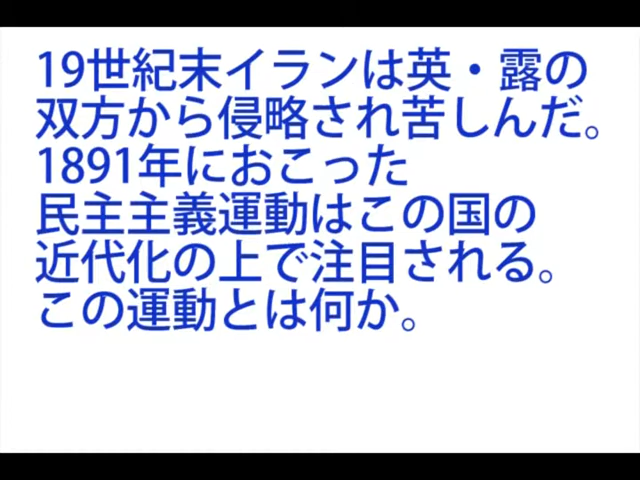 19世紀末イランは英・露の
双方から侵略され苦しんだ。
1891年におこった
民主主義運動はこの国の
近代化の上で注目される。
この運動とは何か。